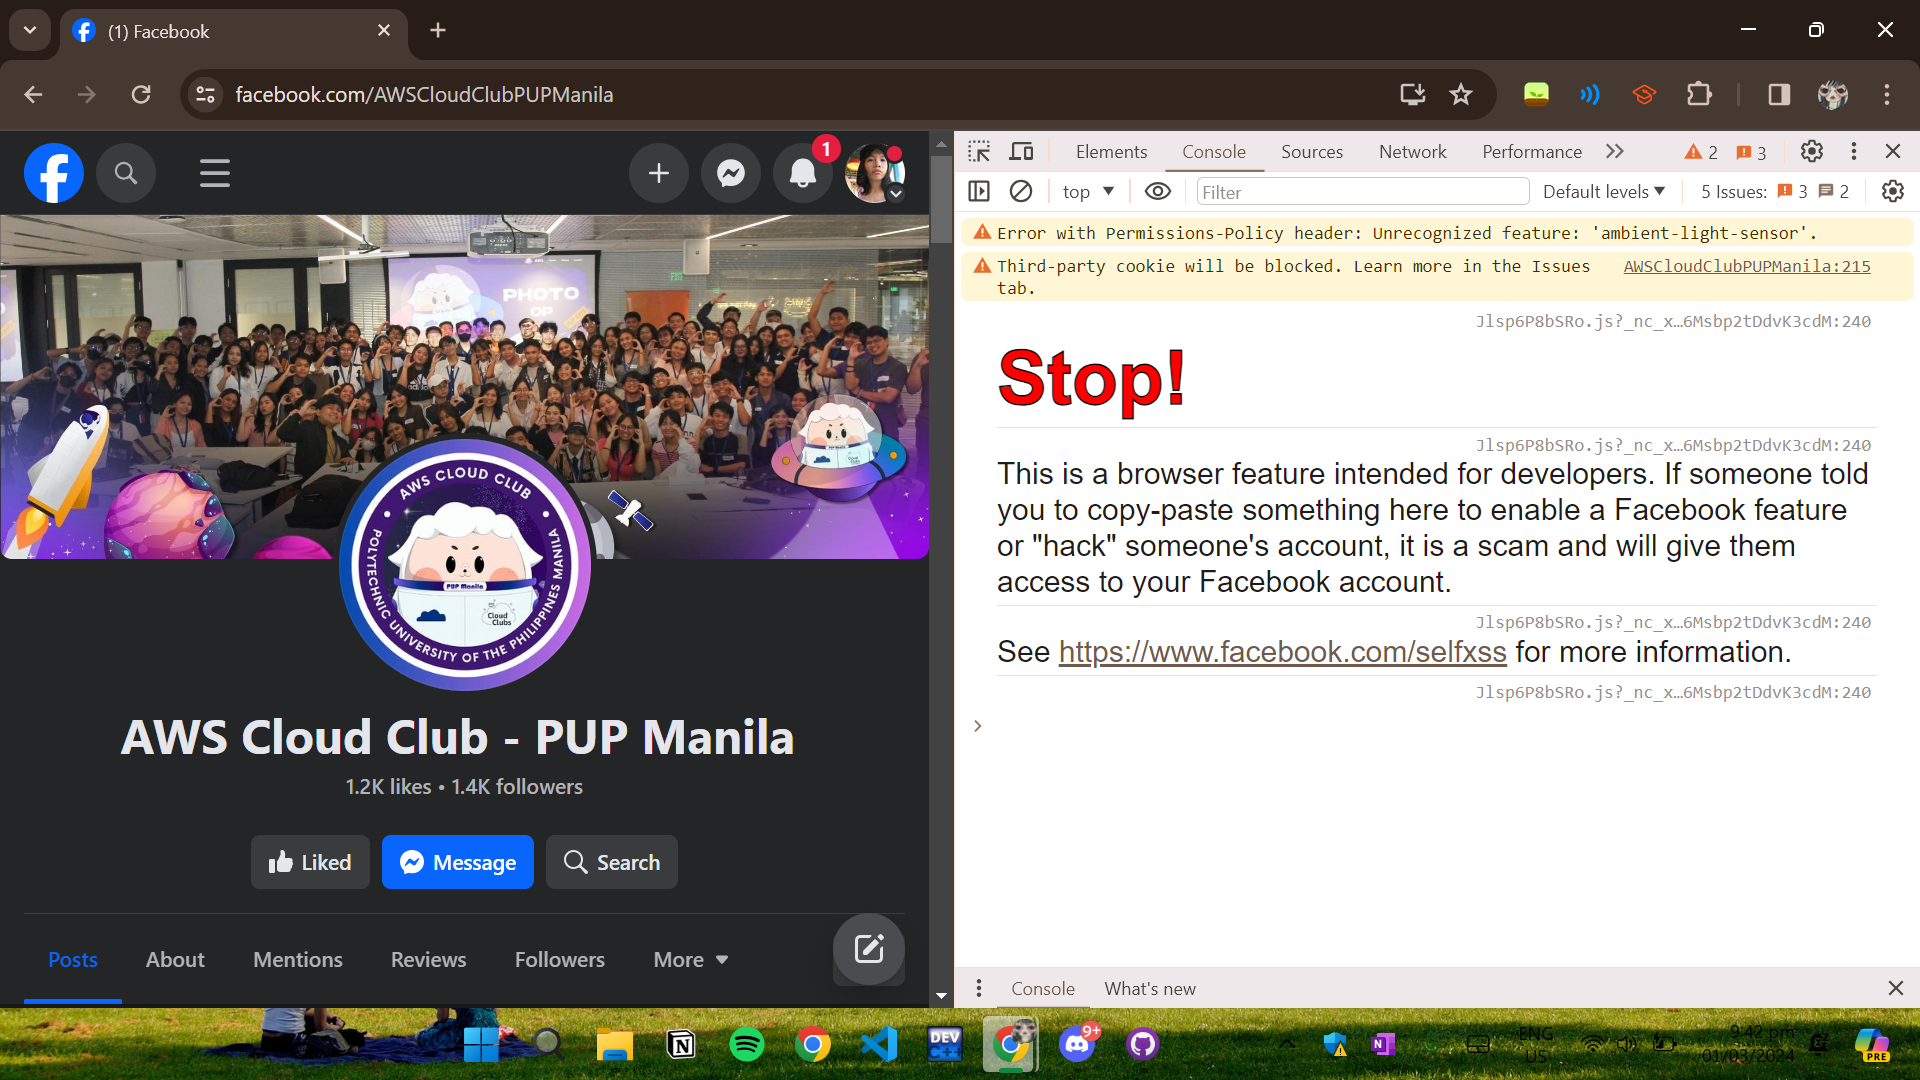 (1) Facebook
facebook.com/AWSCloudClubPUPManila
1
PHOTO
OP
AWS CLOUD CLUB
POLYTECHNIC UNIVERSITY OF THE PHILIPPINES MANILA
PUP Manila
Cloud
Clubs
AWS Cloud Club - PUP Manila
1.2K likes • 1.4K followers
Liked
Message
Search
Posts
About
Mentions
Reviews
Followers
More
Elements
Console
Sources
Network
Performance
2
3
top
Filter
Default levels
5 Issues:
3
2
Error with Permissions-Policy header: Unrecognized feature: 'ambient-light-sensor'.
Third-party cookie will be blocked. Learn more in the Issues
AWSCloudClubPUPManila:215
tab.
Jlsp6P8bSRo.js?_nc_x…6Msbp2tDdvK3cdM:240
Stop!
Jlsp6P8bSRo.js?_nc_x…6Msbp2tDdvK3cdM:240
This is a browser feature intended for developers. If someone told
you to copy-paste something here to enable a Facebook feature
or "hack" someone's account, it is a scam and will give them
access to your Facebook account.
Jlsp6P8bSRo.js?_nc_x…6Msbp2tDdvK3cdM:240
See https://www.facebook.com/selfxss for more information.
Jlsp6P8bSRo.js?_nc_x…6Msbp2tDdvK3cdM:240
Console
What's new
DEV
C++
9+
N
ENG
US
9:42 pm
01/03/2024
PRE